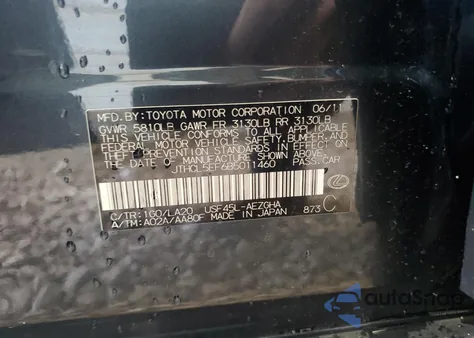 MFD.BY:TOYOTA MOTOR CORPORATION 06/11
GVWR 5810LB GAWR FR 3130LB RR 3130LB
THIS VEHICLE CONFORMS TO ALL APPLICABLE
FEDERAL MOTOR VEHICLE SAFETY, BUMPER, AND
THEFT PREVENTION STANDARDS IN EFFECT ON
THE DATE OF MANUFACTURE SHOWN ABOVE.
JTHCL5EF6B5011460 PASS.CAR
C/TR:1G0/LA20 USF45L-AEZGHA
A/TM:A02A/AA80F MADE IN JAPAN 873 C
autoSnap